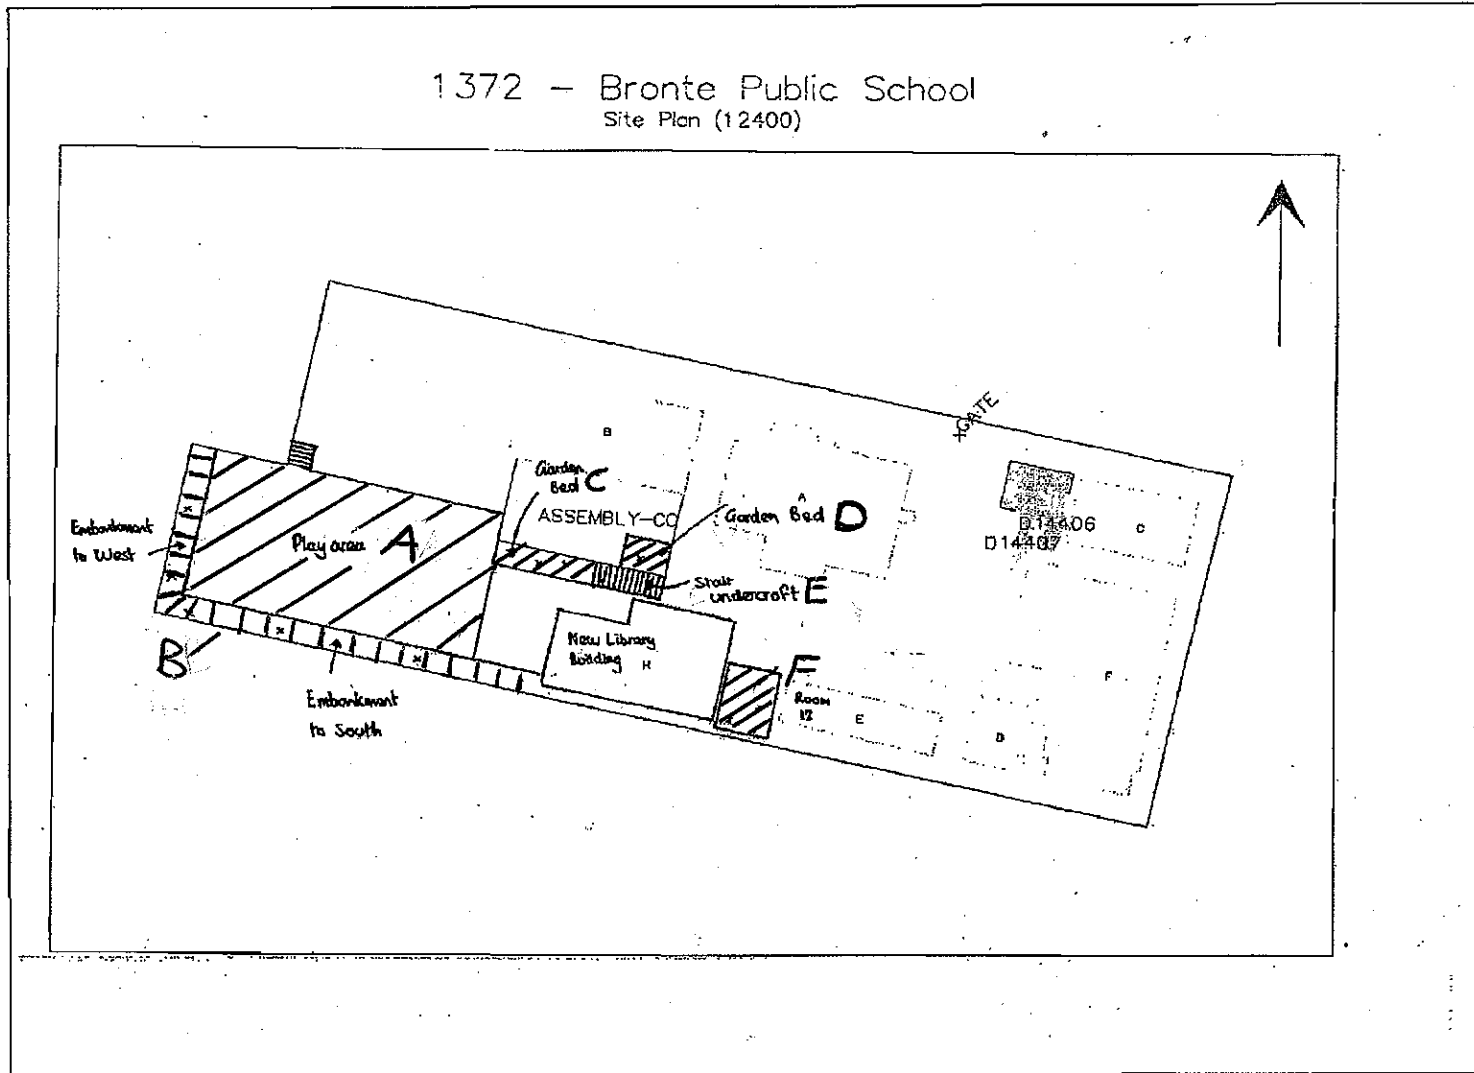 1372 - Bronte Public School
Site Plan (12400)
GATE
B
Garden
Bed C
ASSEMBLY-CO
A
Garden Bed D
D14406
D14407
C
Embankment
to West
Play area A
Stair
undercroft E
New Library
Building H
B
F
Room
12
E
D
F
Embankment
to South